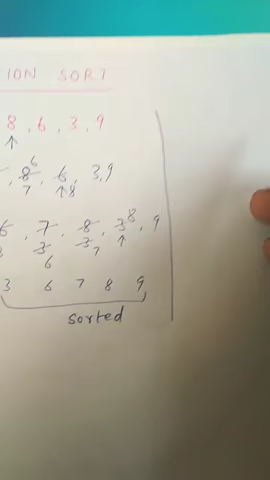 ION SORT
8, 6, 3, 9
↑
6
, 8, 6, 3, 9
7 ↑ 8
6, 7, 8, 3 8, 9
3 3 ↑
7
6
3 6 7 8 9
sorted